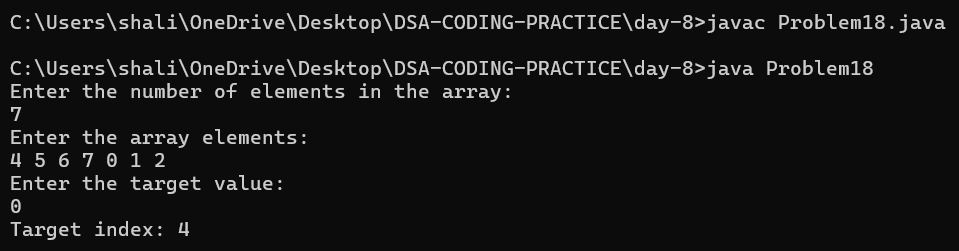 C:\Users\shali\OneDrive\Desktop\DSA-CODING-PRACTICE\day-8>javac Problem18.java
C:\Users\shali\OneDrive\Desktop\DSA-CODING-PRACTICE\day-8>java Problem18
Enter the number of elements in the array:
7
Enter the array elements:
4 5 6 7 0 1 2
Enter the target value:
0
Target index: 4